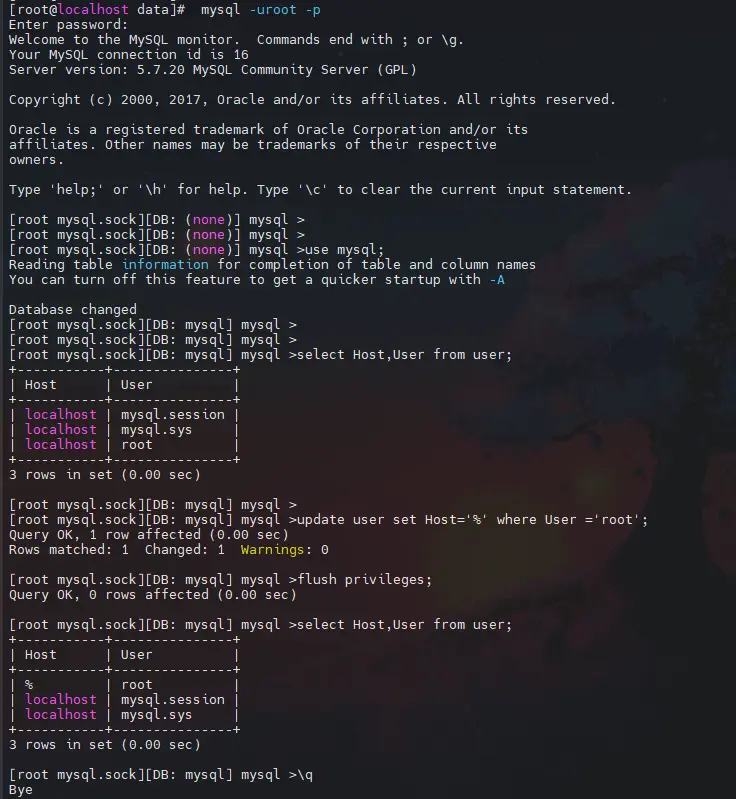 [root@localhost data]#  mysql -uroot -p
Enter password:
Welcome to the MySQL monitor.  Commands end with ; or \g.
Your MySQL connection id is 16
Server version: 5.7.20 MySQL Community Server (GPL)
Copyright (c) 2000, 2017, Oracle and/or its affiliates. All rights reserved.
Oracle is a registered trademark of Oracle Corporation and/or its
affiliates. Other names may be trademarks of their respective
owners.
Type 'help;' or '\h' for help. Type '\c' to clear the current input statement.
[root mysql.sock][DB: (none)] mysql >
[root mysql.sock][DB: (none)] mysql >
[root mysql.sock][DB: (none)] mysql >use mysql;
Reading table information for completion of table and column names
You can turn off this feature to get a quicker startup with -A
Database changed
[root mysql.sock][DB: mysql] mysql >
[root mysql.sock][DB: mysql] mysql >
[root mysql.sock][DB: mysql] mysql >select Host,User from user;
+-----------+---------------+
| Host      | User          |
+-----------+---------------+
| localhost | mysql.session |
| localhost | mysql.sys     |
| localhost | root          |
+-----------+---------------+
3 rows in set (0.00 sec)
[root mysql.sock][DB: mysql] mysql >
[root mysql.sock][DB: mysql] mysql >update user set Host='%' where User ='root';
Query OK, 1 row affected (0.00 sec)
Rows matched: 1  Changed: 1  Warnings: 0
[root mysql.sock][DB: mysql] mysql >flush privileges;
Query OK, 0 rows affected (0.00 sec)
[root mysql.sock][DB: mysql] mysql >select Host,User from user;
+-----------+---------------+
| Host      | User          |
+-----------+---------------+
| %         | root          |
| localhost | mysql.session |
| localhost | mysql.sys     |
+-----------+---------------+
3 rows in set (0.00 sec)
[root mysql.sock][DB: mysql] mysql >\q
Bye